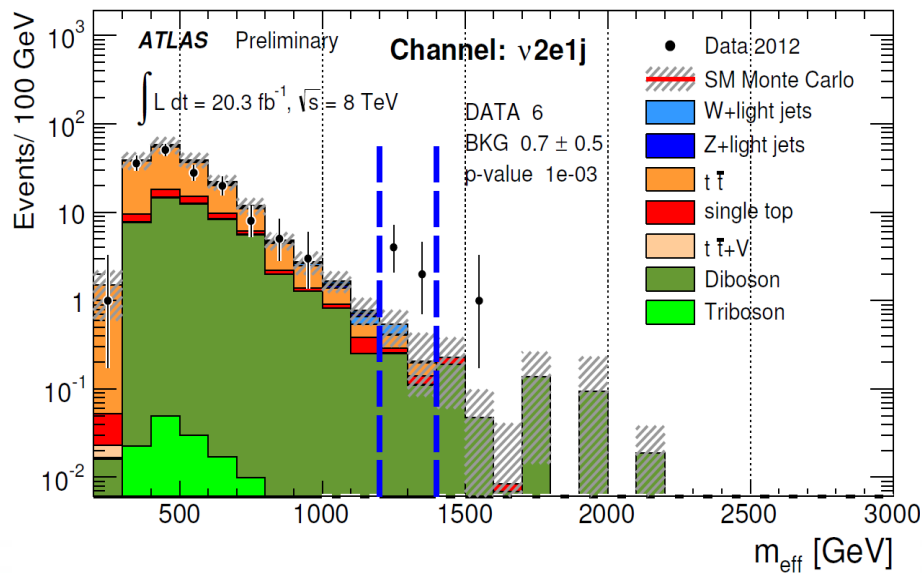 ATLAS Preliminary
Channel: ν2e1j
∫ L dt = 20.3 fb⁻¹, √s = 8 TeV
DATA 6
BKG 0.7 ± 0.5
p-value 1e-03
Data 2012
SM Monte Carlo
W+light jets
Z+light jets
t t̄
single top
t t̄+V
Diboson
Triboson
Events/ 100 GeV
10³
10²
10
1
10⁻¹
10⁻²
500 1000 1500 2000 2500 3000
m_eff [GeV]